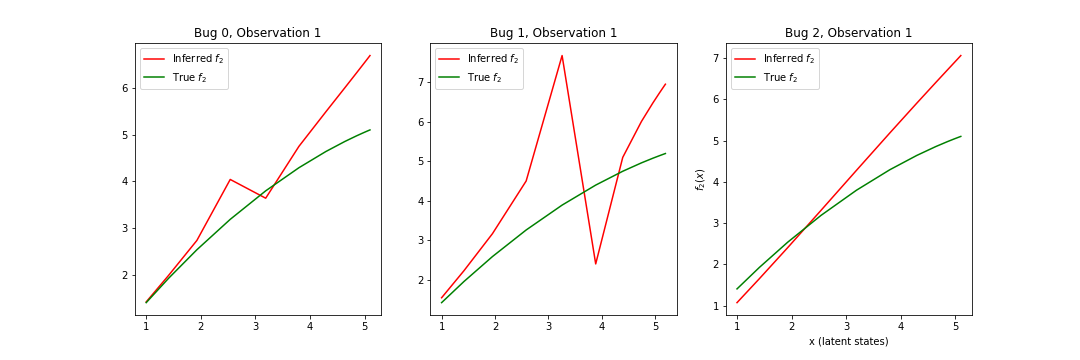 Bug 0, Observation 1
Inferred f₂
True f₂
6
5
4
3
2
1 2 3 4 5
Bug 1, Observation 1
Inferred f₂
True f₂
7
6
5
4
3
2
1 2 3 4 5
Bug 2, Observation 1
Inferred f₂
True f₂
f₂(x)
7
6
5
4
3
2
1
1 2 3 4 5
x (latent states)